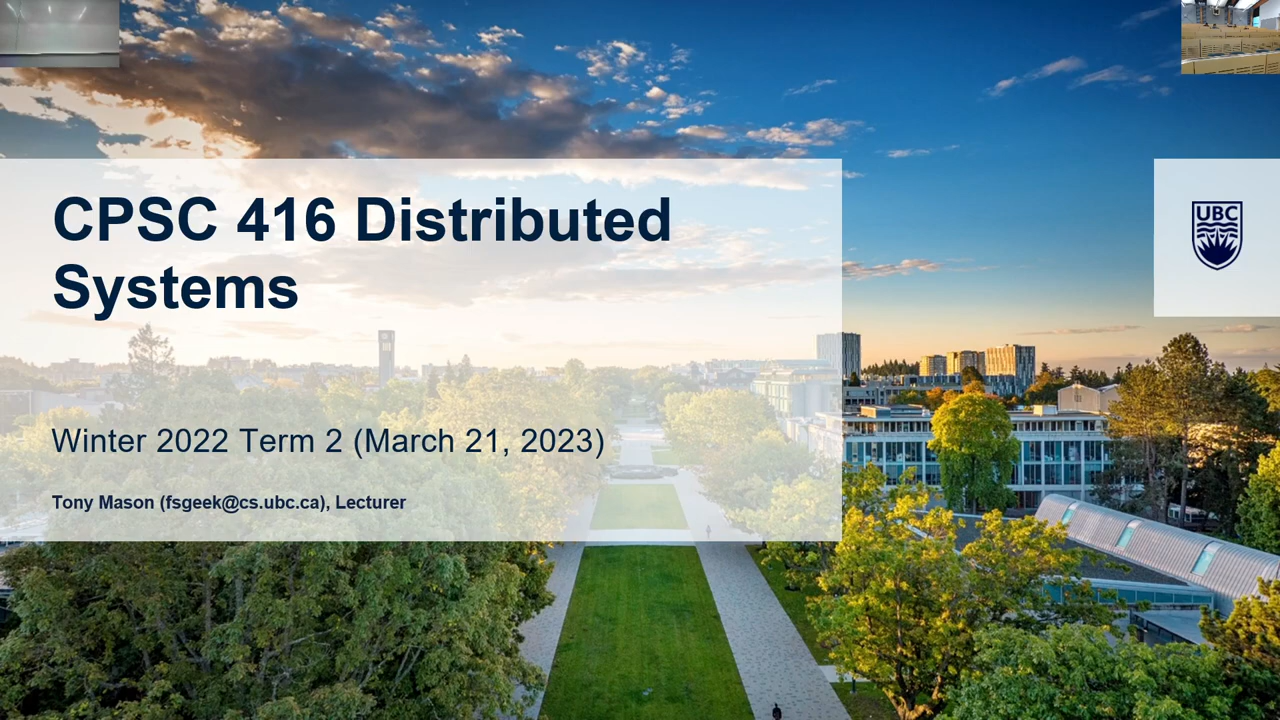 CPSC 416 Distributed
Systems
UBC
Winter 2022 Term 2 (March 21, 2023)
Tony Mason (fsgeek@cs.ubc.ca), Lecturer